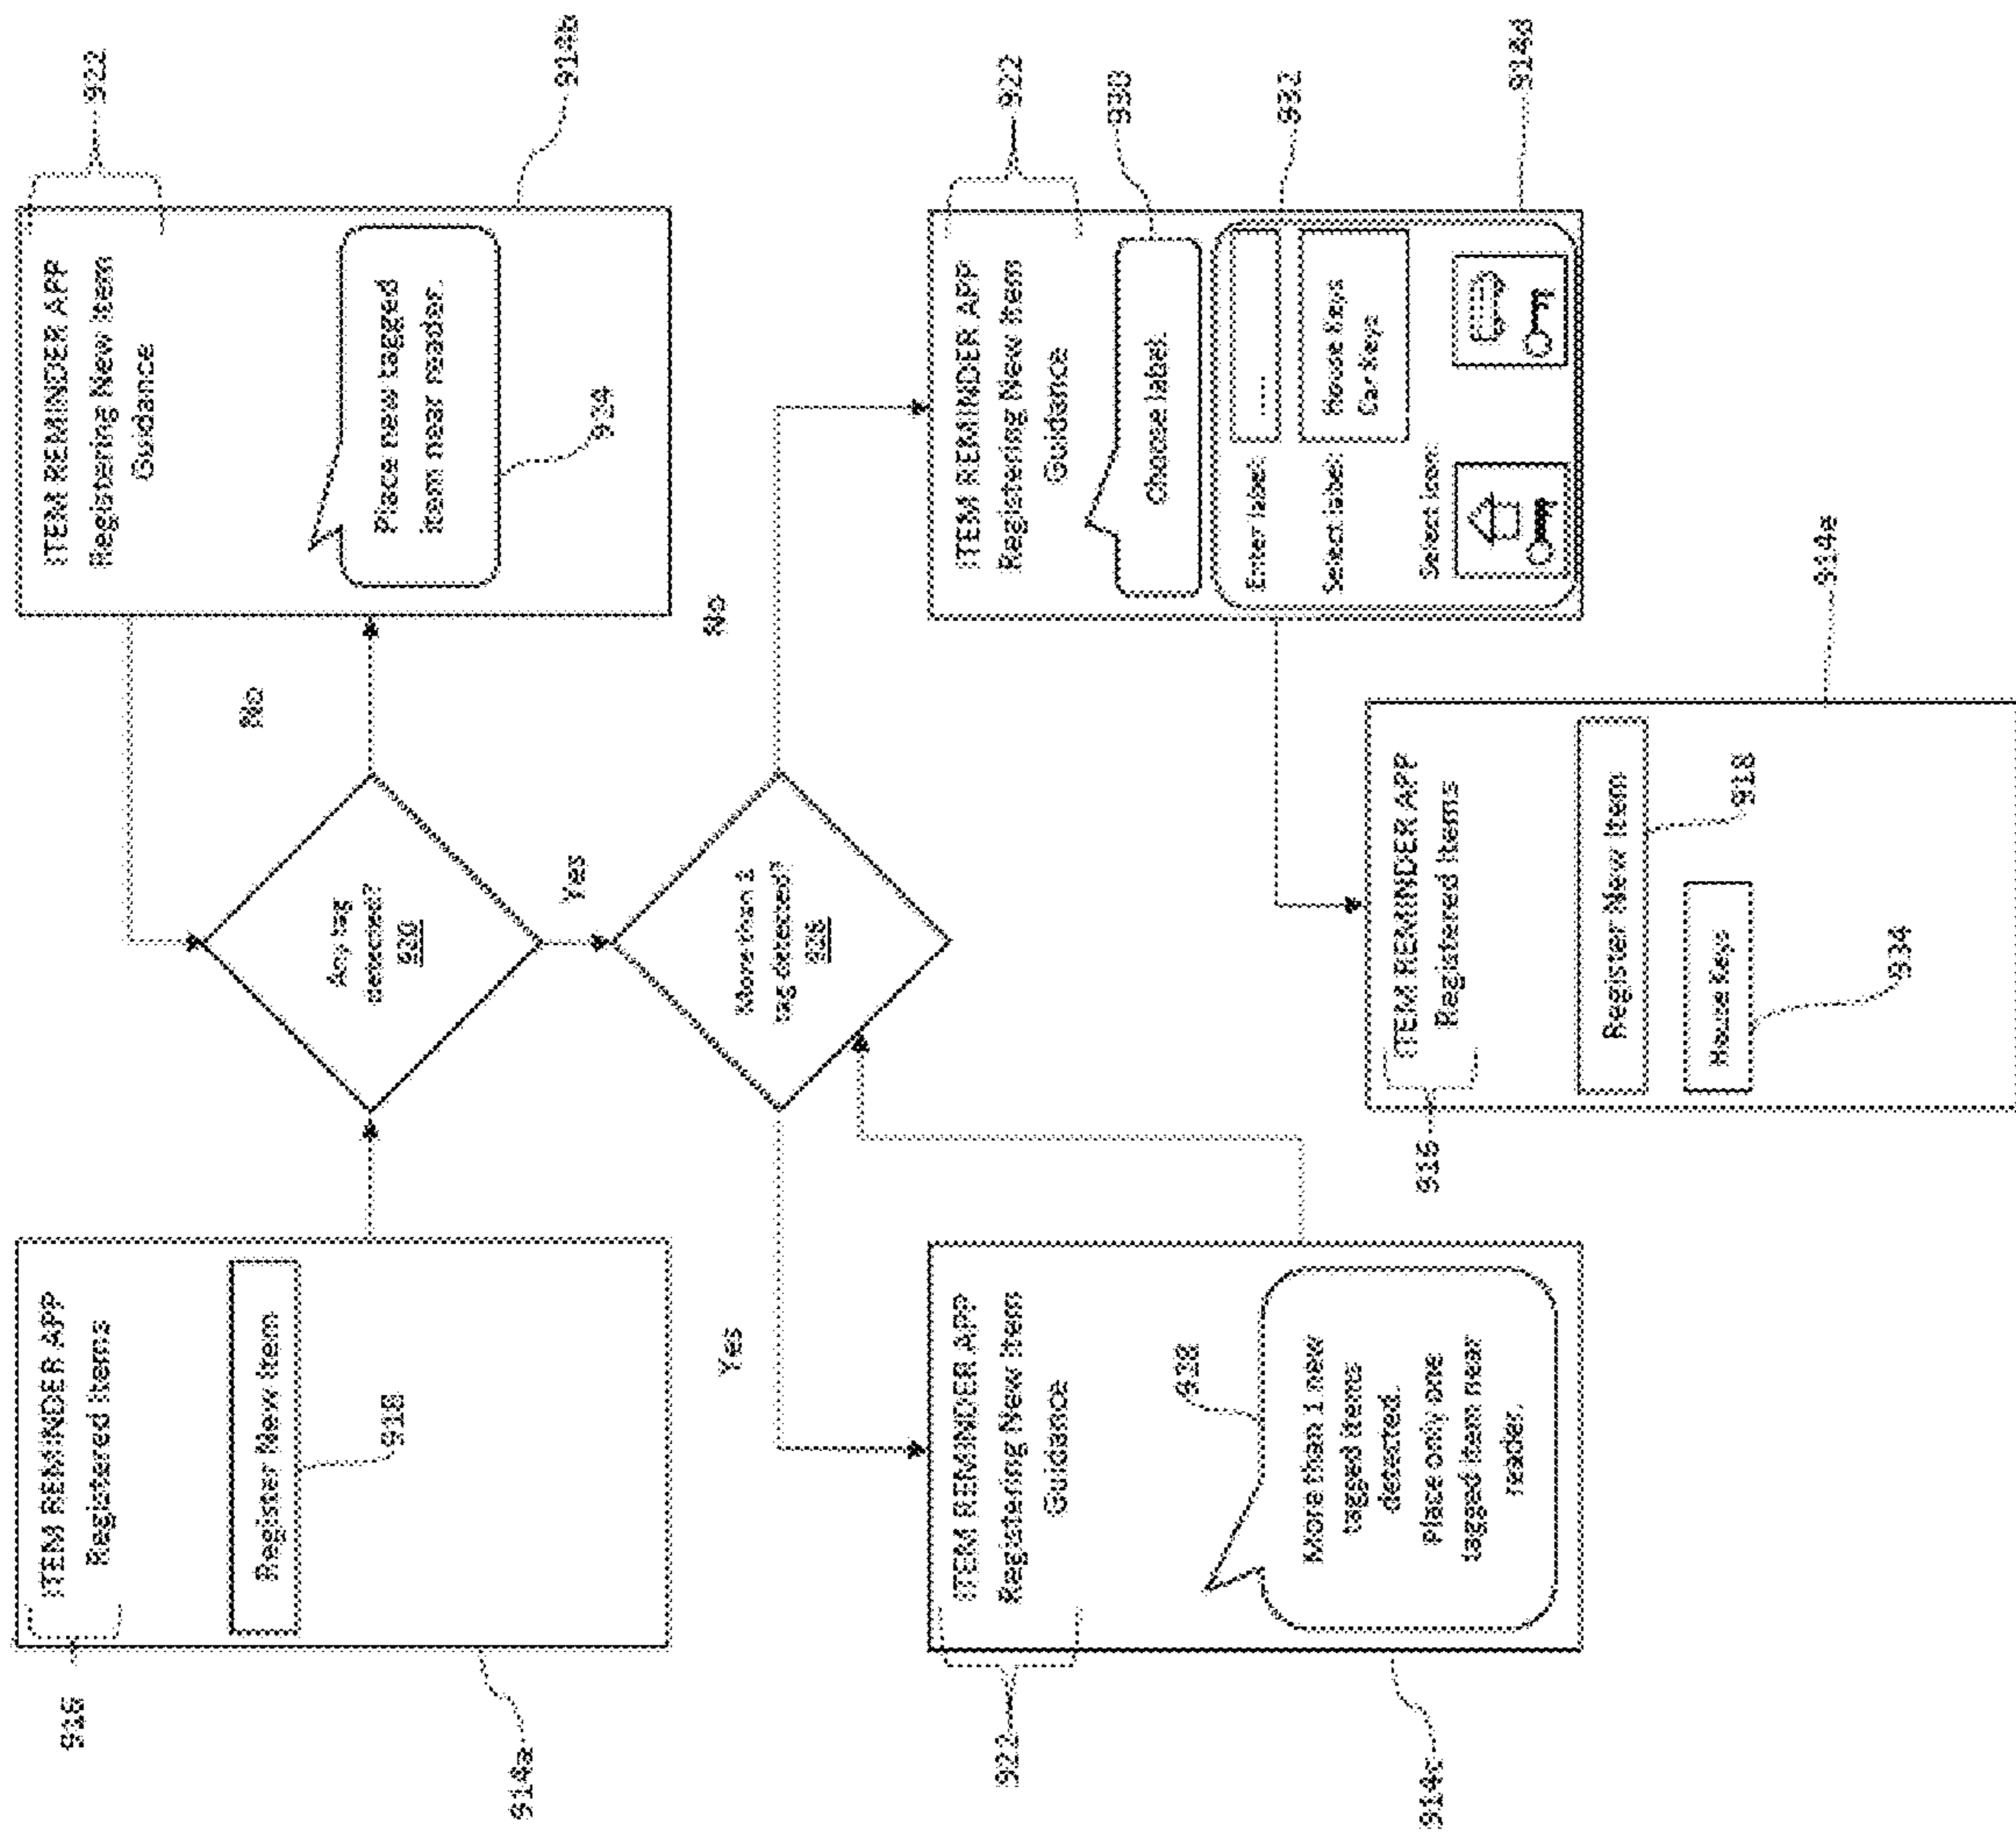 916
ITEM REMINDER APP
Registered Items
Register New Item
918
914a
Any tag
detected?
920
No
Yes
ITEM REMINDER APP
Registering New Item
Guidance
922
Place new tagged
item near reader.
924
914b
More than 1
tag detected?
926
Yes
No
922
ITEM REMINDER APP
Registering New Item
Guidance
928
More than 1 new
tagged items
detected.
Place only one
tagged item near
reader.
914c
ITEM REMINDER APP
Registering New Item
Guidance
922
Choose label.
930
Enter label:
.....
932
Select label:
House Keys
Car Keys
Select icon:
914d
916
ITEM REMINDER APP
Registered Items
Register New Item
918
House Keys
934
914e